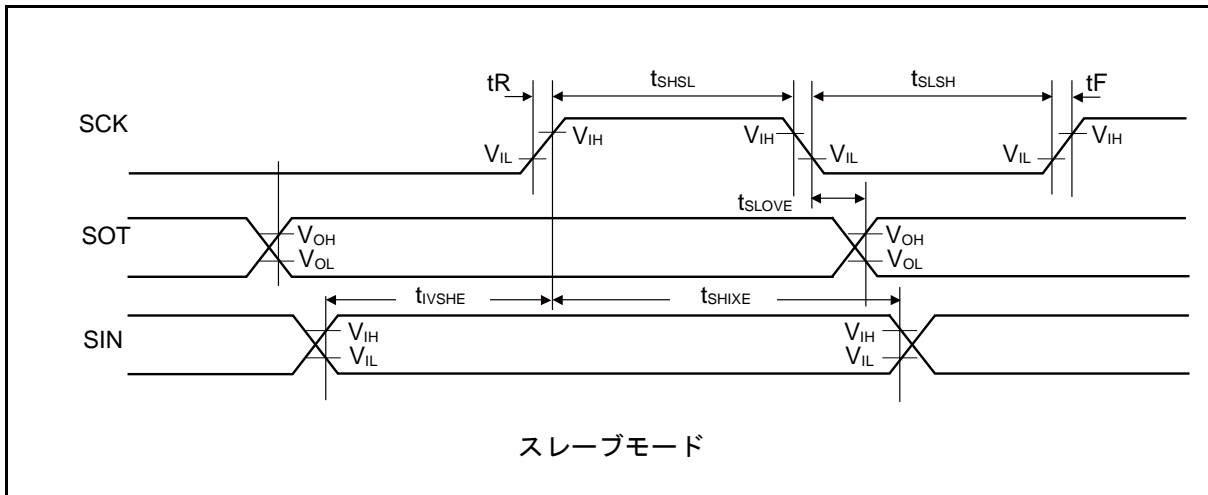 tR tSHSL tSLSH tF
SCK
VIH VIH VIH
VIL VIL VIL
tSLOVE
SOT
VOH VOH
VOL VOL
tIVSHE tSHIXE
SIN
VIH VIH
VIL VIL
スレーブモード